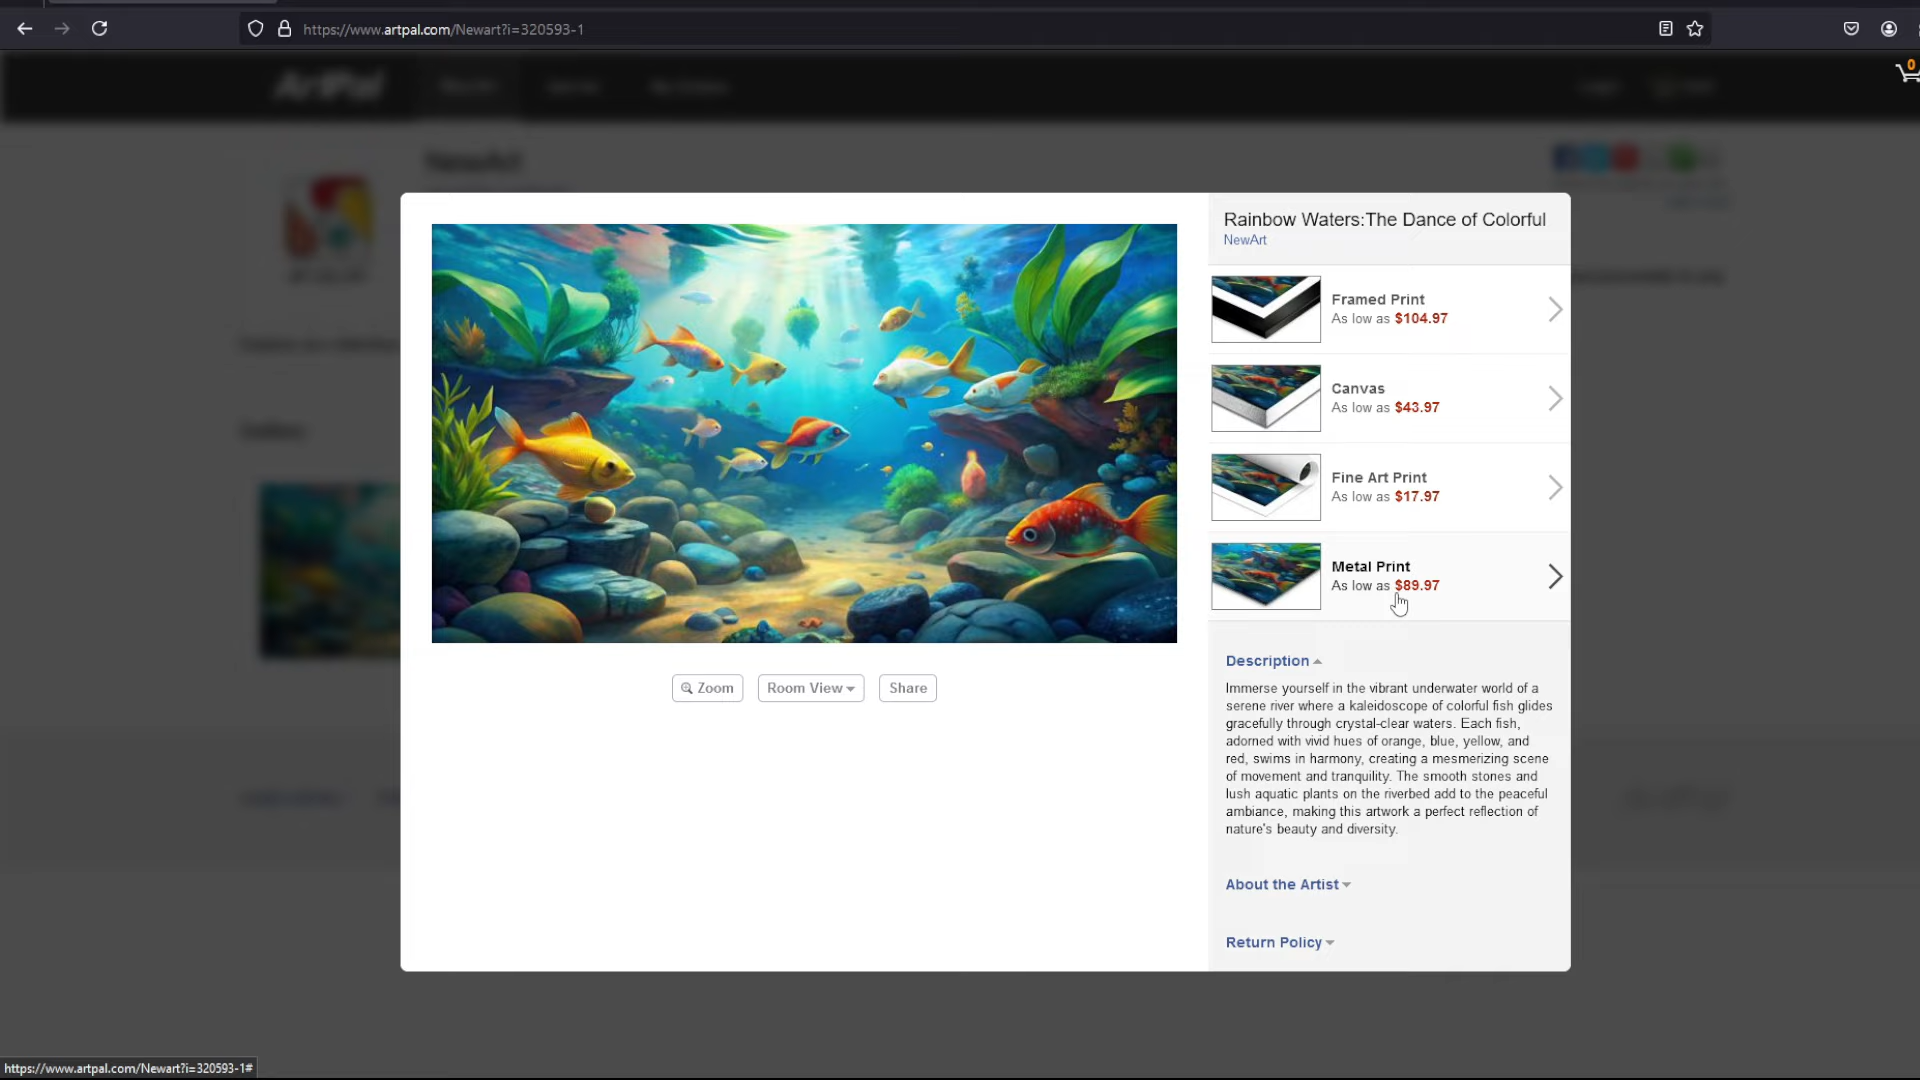 https://www.artpal.com/Newart?i=320593-1
0
ArtPal
NewArt
Rainbow Waters:The Dance of Colorful
NewArt
Framed Print
As low as $104.97
Canvas
As low as $43.97
Fine Art Print
As low as $17.97
Metal Print
As low as $89.97
Zoom
Room View
Share
Description
Immerse yourself in the vibrant underwater world of a
serene river where a kaleidoscope of colorful fish glides
gracefully through crystal-clear waters. Each fish,
adorned with vivid hues of orange, blue, yellow, and
red, swims in harmony, creating a mesmerizing scene
of movement and tranquility. The smooth stones and
lush aquatic plants on the riverbed add to the peaceful
ambiance, making this artwork a perfect reflection of
nature's beauty and diversity.
About the Artist
Return Policy
https://www.artpal.com/Newart?i=320593-1#